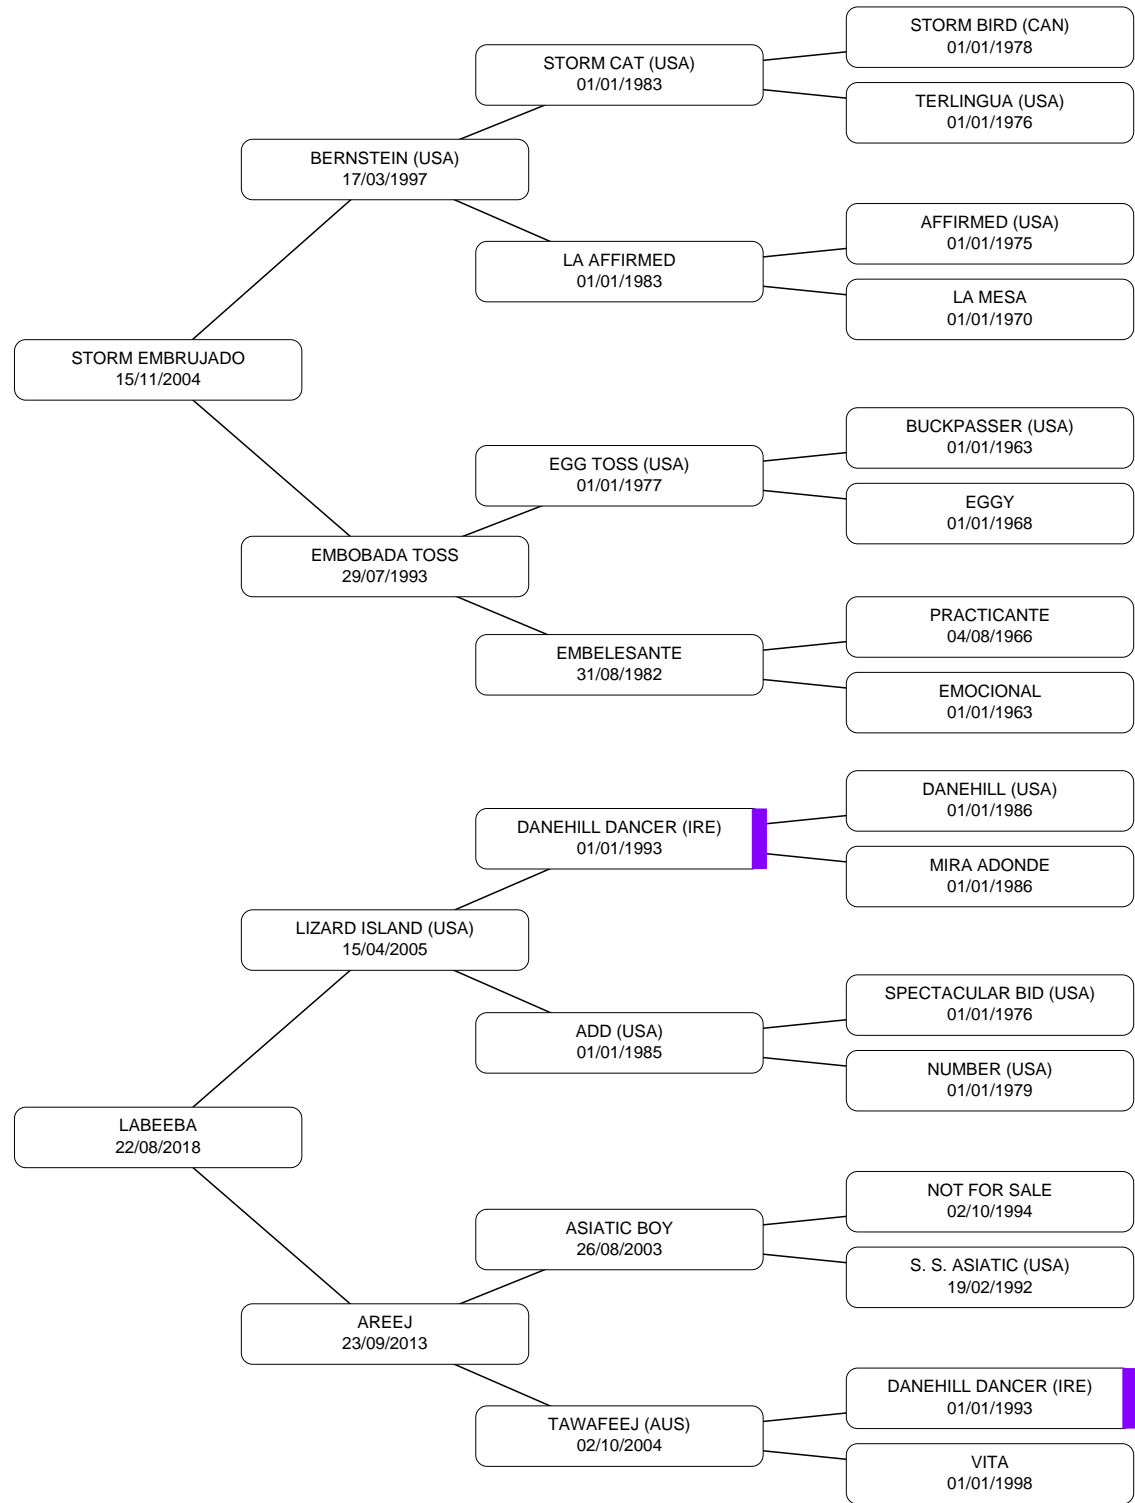 STORM BIRD (CAN)
01/01/1978
STORM CAT (USA)
01/01/1983
TERLINGUA (USA)
01/01/1976
BERNSTEIN (USA)
17/03/1997
AFFIRMED (USA)
01/01/1975
LA AFFIRMED
01/01/1983
LA MESA
01/01/1970
STORM EMBRUJADO
15/11/2004
BUCKPASSER (USA)
01/01/1963
EGG TOSS (USA)
01/01/1977
EGGY
01/01/1968
EMBOBADA TOSS
29/07/1993
PRACTICANTE
04/08/1966
EMBELESANTE
31/08/1982
EMOCIONAL
01/01/1963
DANEHILL (USA)
01/01/1986
DANEHILL DANCER (IRE)
01/01/1993
MIRA ADONDE
01/01/1986
LIZARD ISLAND (USA)
15/04/2005
SPECTACULAR BID (USA)
01/01/1976
ADD (USA)
01/01/1985
NUMBER (USA)
01/01/1979
LABEEBA
22/08/2018
NOT FOR SALE
02/10/1994
ASIATIC BOY
26/08/2003
S. S. ASIATIC (USA)
19/02/1992
AREEJ
23/09/2013
DANEHILL DANCER (IRE)
01/01/1993
TAWAFEEJ (AUS)
02/10/2004
VITA
01/01/1998